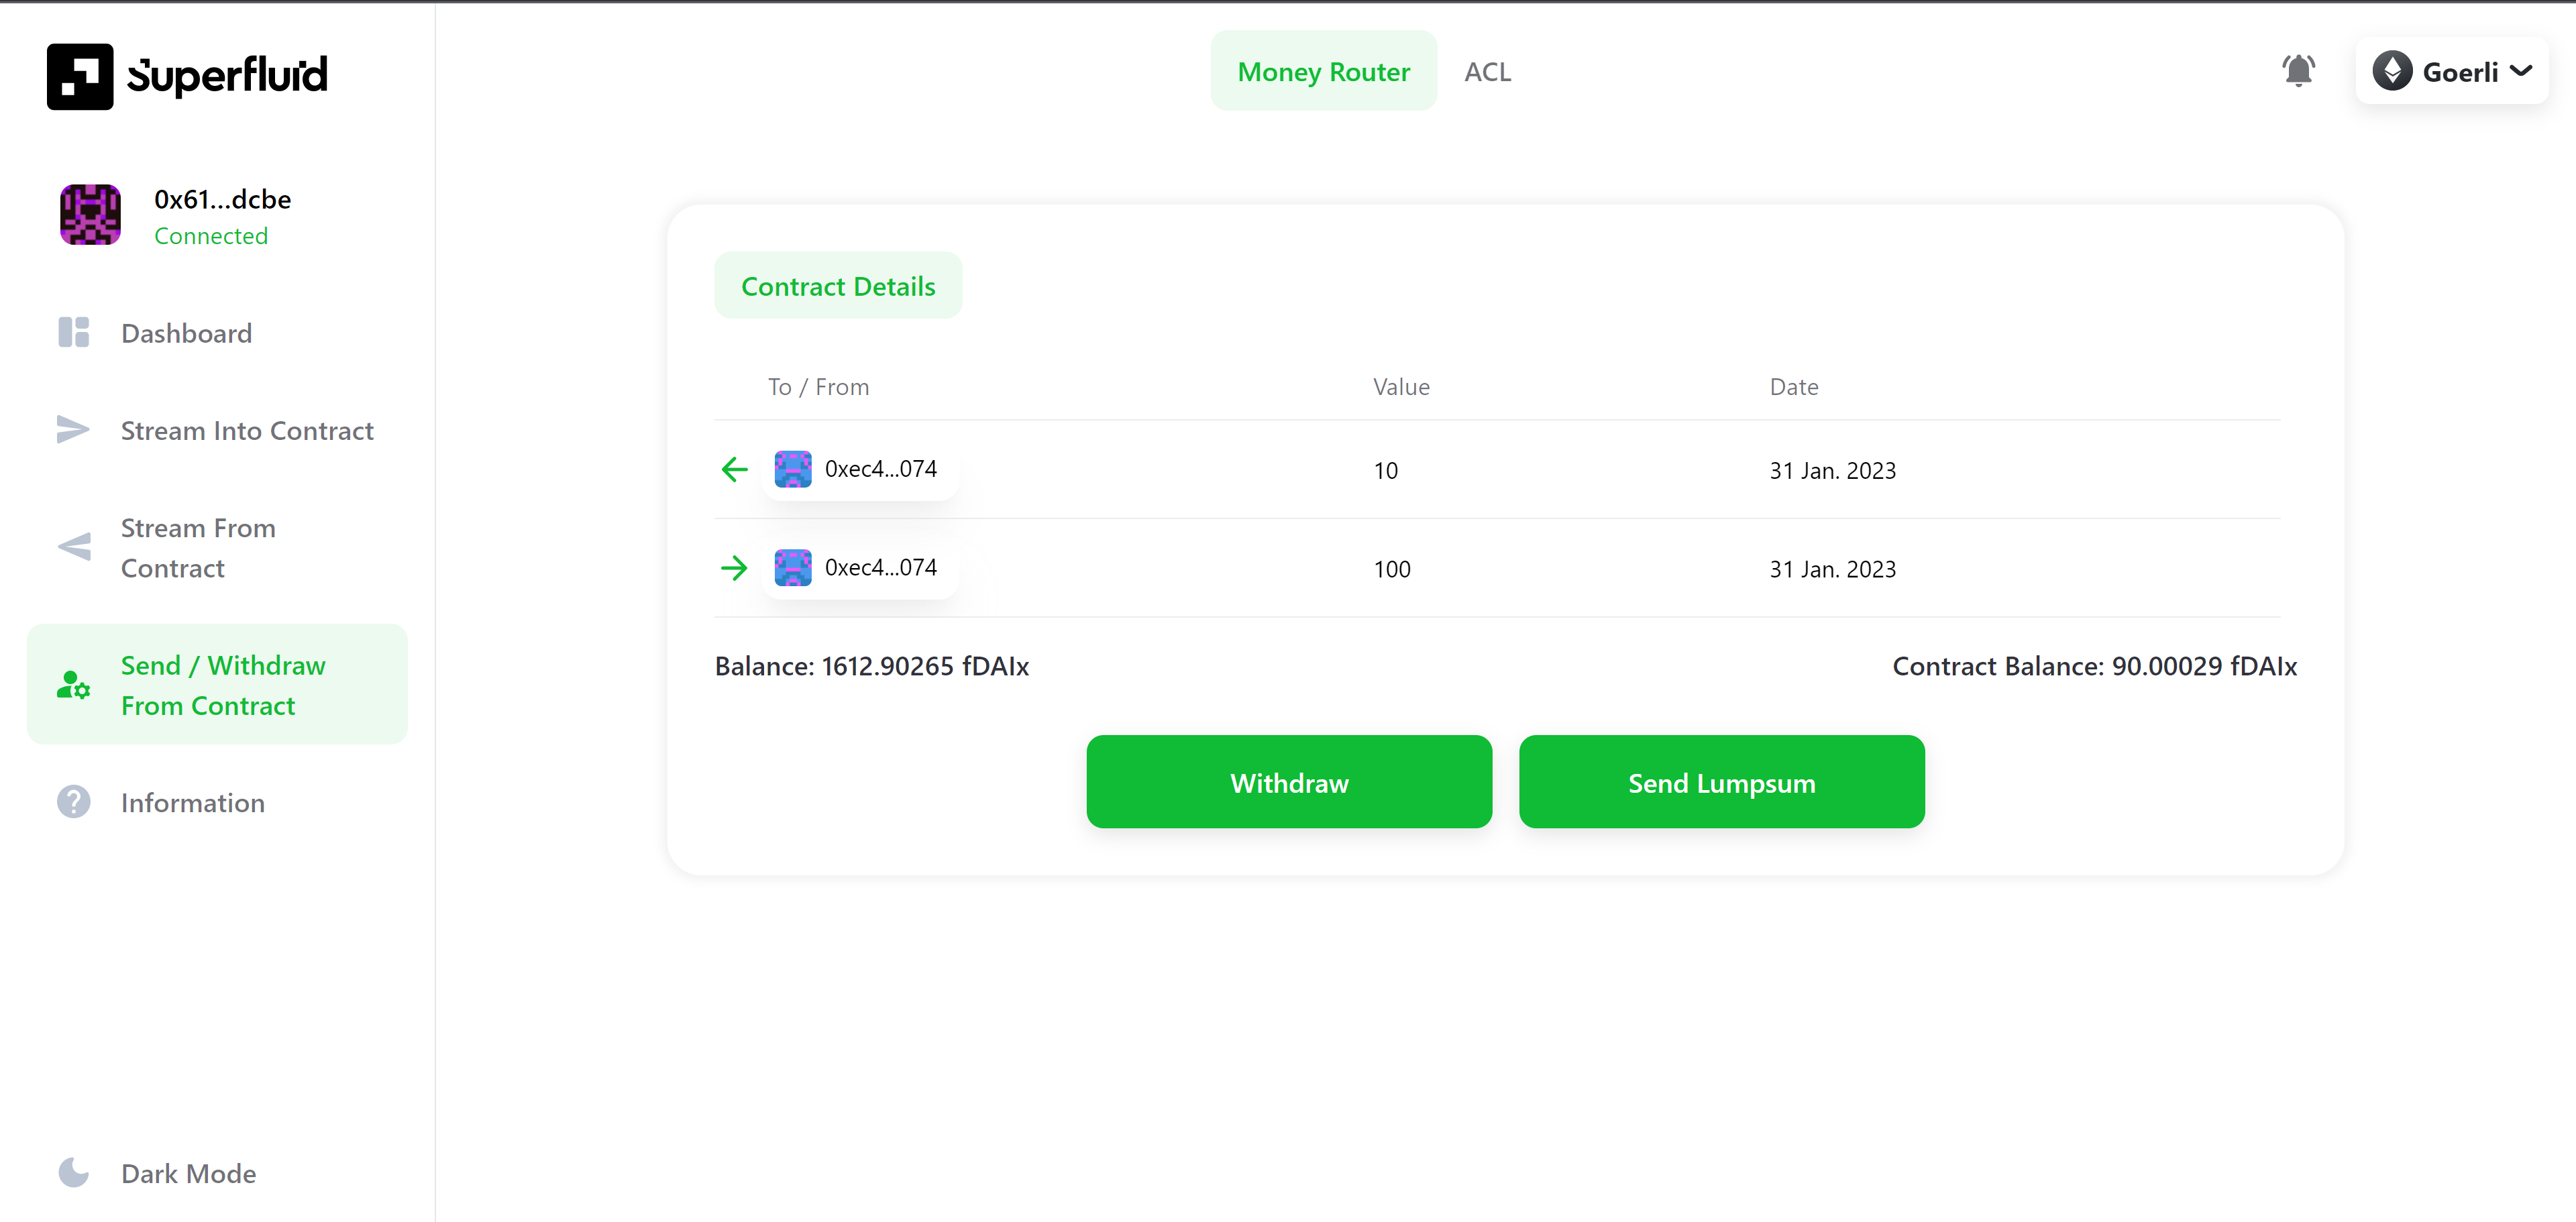 Superfluid
Money Router
ACL
Goerli
0x61...dcbe
Connected
Dashboard
Stream Into Contract
Stream From
Contract
Send / Withdraw
From Contract
Information
Dark Mode
Contract Details
To / From Value Date
0xec4...074 10 31 Jan. 2023
0xec4...074 100 31 Jan. 2023
Balance: 1612.90265 fDAIx
Contract Balance: 90.00029 fDAIx
Withdraw
Send Lumpsum